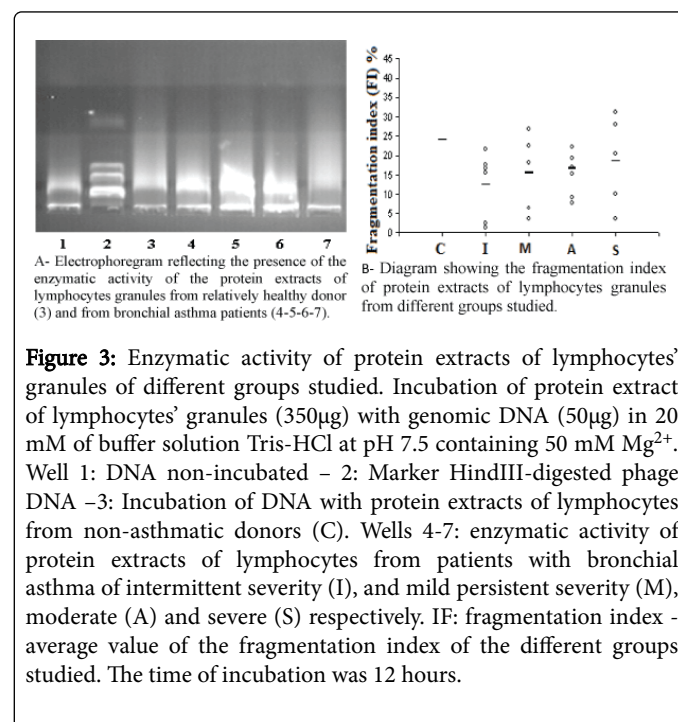 1 2 3 4 5 6 7
A- Electrophoregram reflecting the presence of the
enzymatic activity of the protein extracts of
lymphocytes granules from relatively healthy donor
(3) and from bronchial asthma patients (4-5-6-7).
Fragmentation index (FI) %
45
40
35
30
25
20
15
10
5
0
C I M A S
B- Diagram showing the fragmentation index
of protein extracts of lymphocytes granules
from different groups studied.
Figure 3: Enzymatic activity of protein extracts of lymphocytes’
granules of different groups studied. Incubation of protein extract
of lymphocytes’ granules (350µg) with genomic DNA (50µg) in 20
mM of buffer solution Tris-HCl at pH 7.5 containing 50 mM Mg²⁺.
Well 1: DNA non-incubated – 2: Marker HindIII-digested phage
DNA –3: Incubation of DNA with protein extracts of lymphocytes
from non-asthmatic donors (C). Wells 4-7: enzymatic activity of
protein extracts of lymphocytes from patients with bronchial
asthma of intermittent severity (I), and mild persistent severity (M),
moderate (A) and severe (S) respectively. IF: fragmentation index -
average value of the fragmentation index of the different groups
studied. The time of incubation was 12 hours.